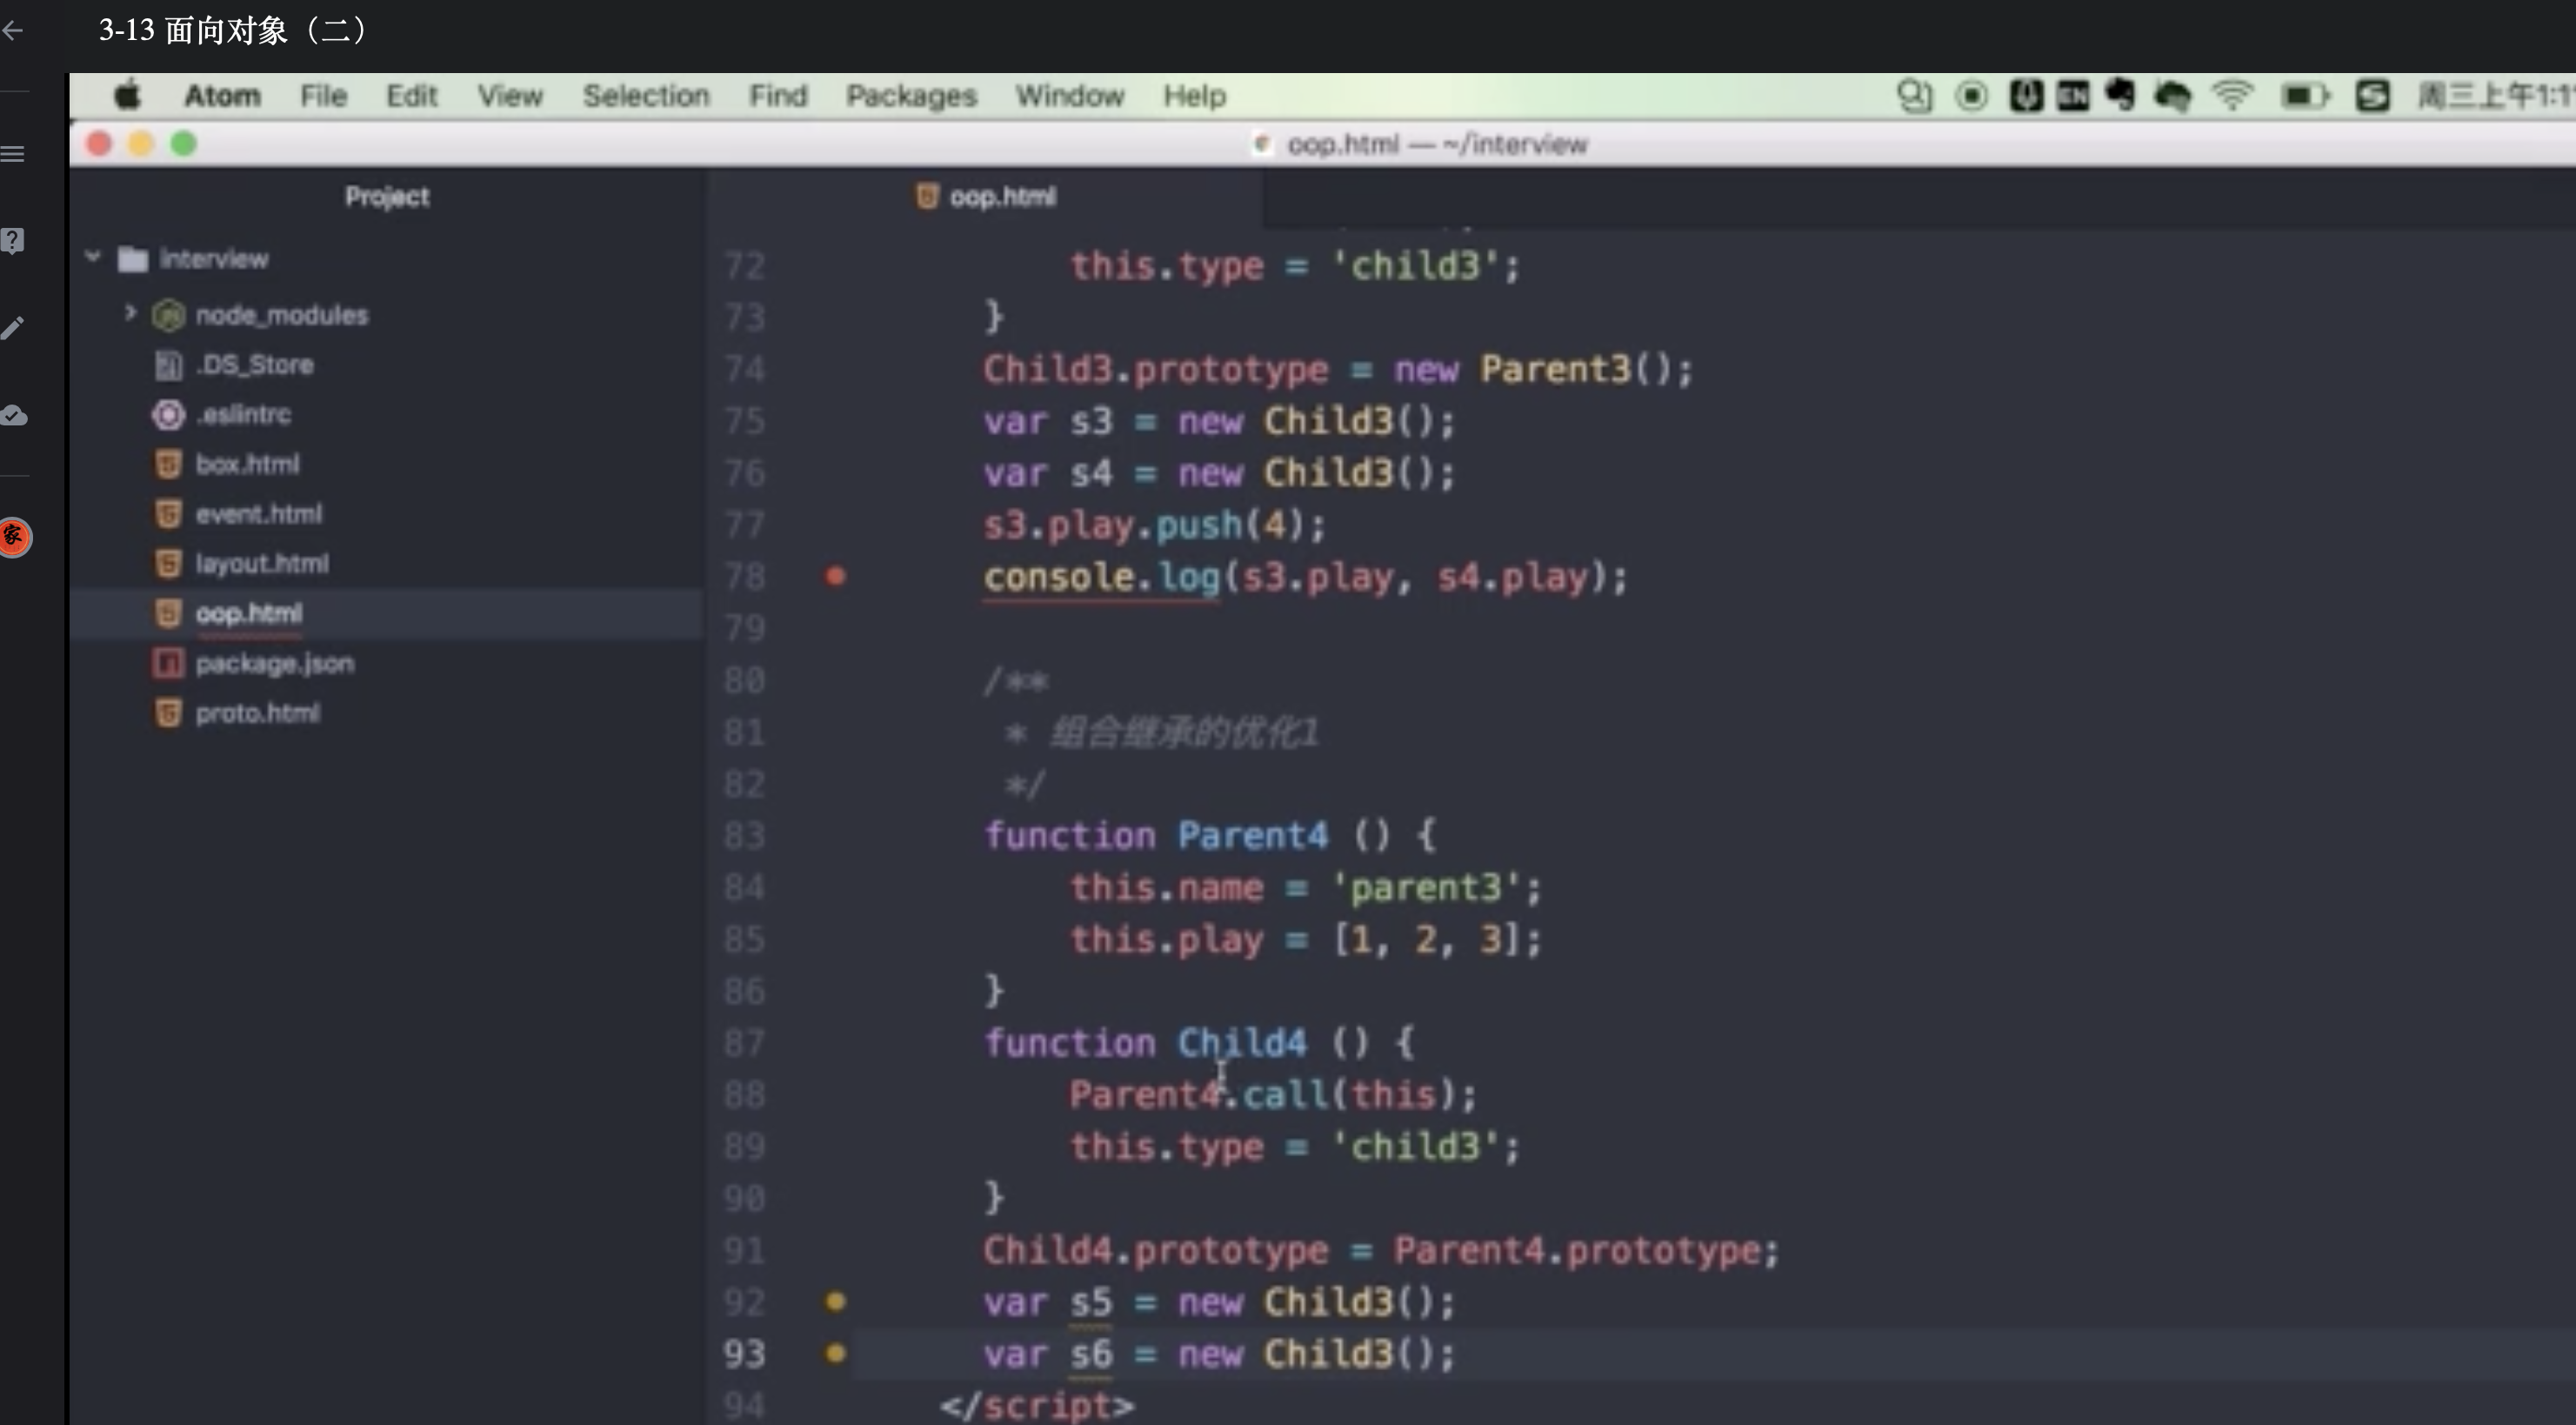 3-13 面向对象（二）
Atom File Edit View Selection Find Packages Window Help
EN
周三上午1:1
oop.html — ~/interview
Project
oop.html
interview
node_modules
.DS_Store
.eslintrc
box.html
event.html
layout.html
oop.html
package.json
proto.html
72 this.type = 'child3';
73 }
74 Child3.prototype = new Parent3();
75 var s3 = new Child3();
76 var s4 = new Child3();
77 s3.play.push(4);
78 console.log(s3.play, s4.play);
79
80 /**
81 * 组合继承的优化1
82 */
83 function Parent4 () {
84 this.name = 'parent3';
85 this.play = [1, 2, 3];
86 }
87 function Child4 () {
88 Parent4.call(this);
89 this.type = 'child3';
90 }
91 Child4.prototype = Parent4.prototype;
92 var s5 = new Child3();
93 var s6 = new Child3();
94 </script>
家